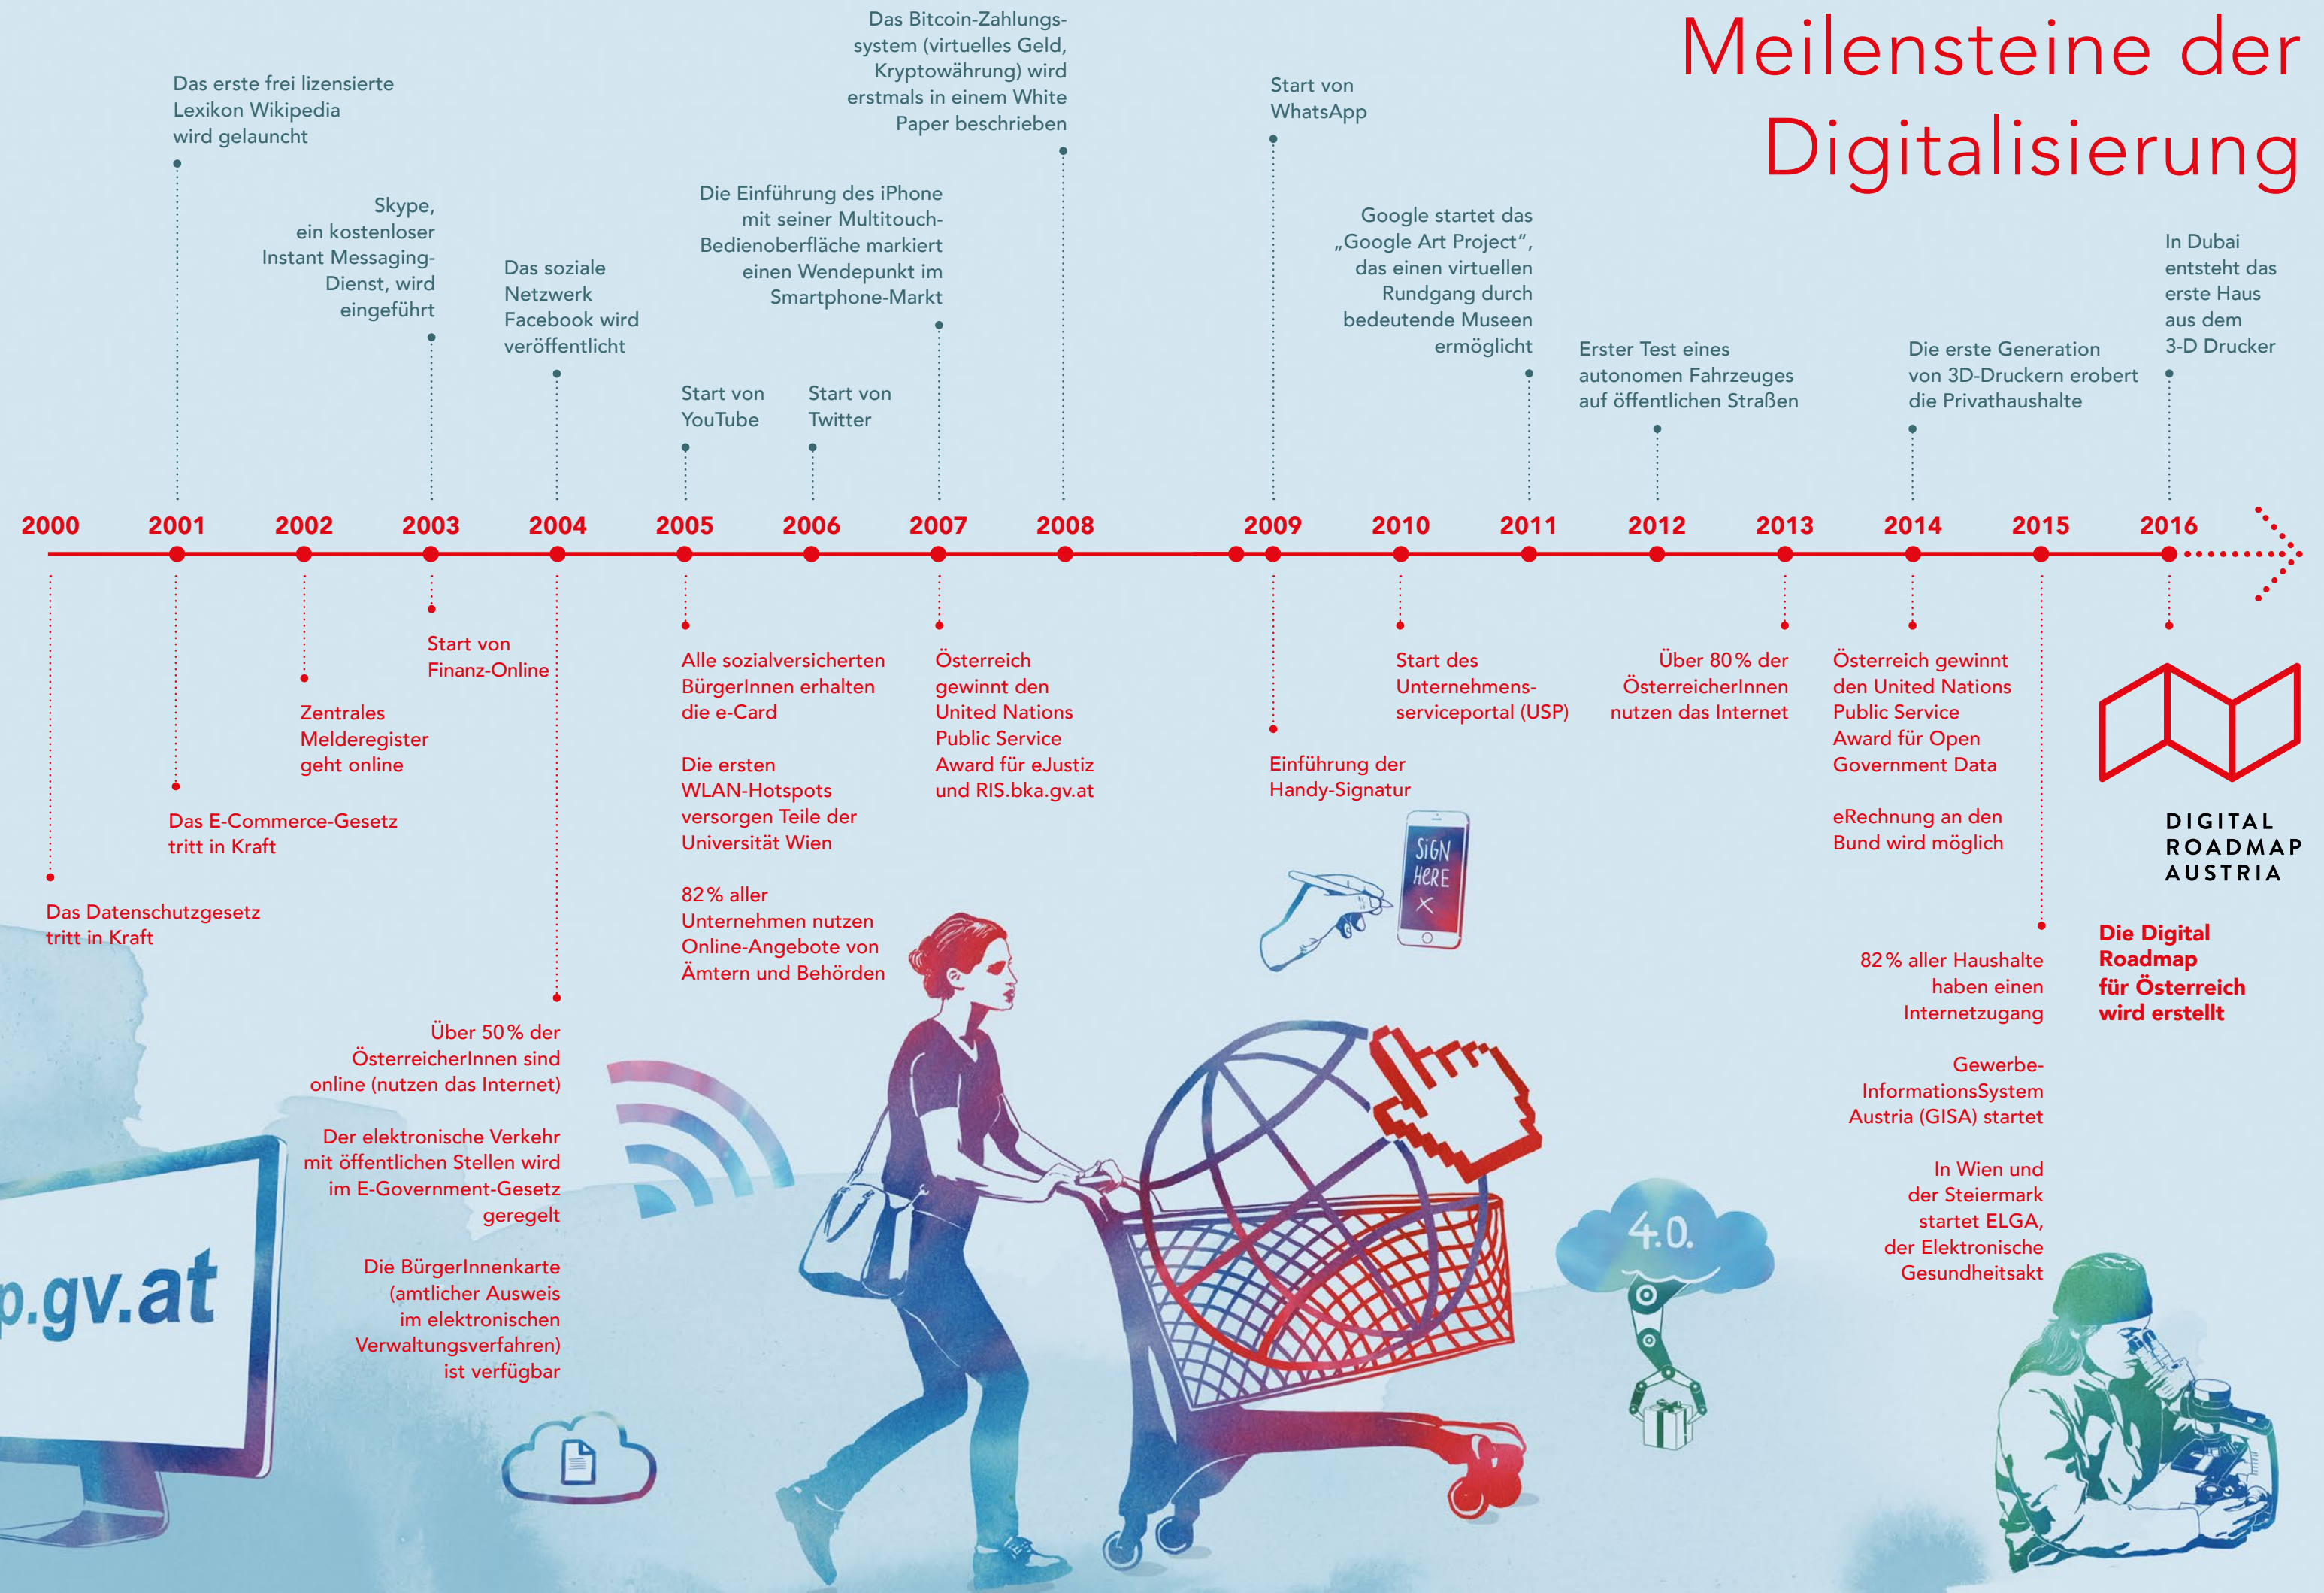 Meilensteine der
Digitalisierung
Das erste frei lizensierte
Lexikon Wikipedia
wird gelauncht
Skype,
ein kostenloser
Instant Messaging-
Dienst, wird
eingeführt
Das soziale
Netzwerk
Facebook wird
veröffentlicht
Start von
YouTube
Start von
Twitter
Die Einführung des iPhone
mit seiner Multitouch-
Bedienoberfläche markiert
einen Wendepunkt im
Smartphone-Markt
Das Bitcoin-Zahlungs-
system (virtuelles Geld,
Kryptowährung) wird
erstmals in einem White
Paper beschrieben
Start von
WhatsApp
Google startet das
„Google Art Project“,
das einen virtuellen
Rundgang durch
bedeutende Museen
ermöglicht
Erster Test eines
autonomen Fahrzeuges
auf öffentlichen Straßen
Die erste Generation
von 3D-Druckern erobert
die Privathaushalte
In Dubai
entsteht das
erste Haus
aus dem
3-D Drucker
2000 2001 2002 2003 2004 2005 2006 2007 2008 2009 2010 2011 2012 2013 2014 2015 2016
Das Datenschutzgesetz
tritt in Kraft
Das E-Commerce-Gesetz
tritt in Kraft
Zentrales
Melderegister
geht online
Start von
Finanz-Online
Über 50 % der
ÖsterreicherInnen sind
online (nutzen das Internet)
Der elektronische Verkehr
mit öffentlichen Stellen wird
im E-Government-Gesetz
geregelt
Die BürgerInnenkarte
(amtlicher Ausweis
im elektronischen
Verwaltungsverfahren)
ist verfügbar
Alle sozialversicherten
BürgerInnen erhalten
die e-Card
Die ersten
WLAN-Hotspots
versorgen Teile der
Universität Wien
82 % aller
Unternehmen nutzen
Online-Angebote von
Ämtern und Behörden
Österreich
gewinnt den
United Nations
Public Service
Award für eJustiz
und RIS.bka.gv.at
Einführung der
Handy-Signatur
SiGN
HeRE
X
Start des
Unternehmens-
serviceportal (USP)
Über 80 % der
ÖsterreicherInnen
nutzen das Internet
Österreich gewinnt
den United Nations
Public Service
Award für Open
Government Data
eRechnung an den
Bund wird möglich
82 % aller Haushalte
haben einen
Internetzugang
Gewerbe-
InformationsSystem
Austria (GISA) startet
In Wien und
der Steiermark
startet ELGA,
der Elektronische
Gesundheitsakt
DIGITAL
ROADMAP
AUSTRIA
Die Digital
Roadmap
für Österreich
wird erstellt
p.gv.at
4.0.